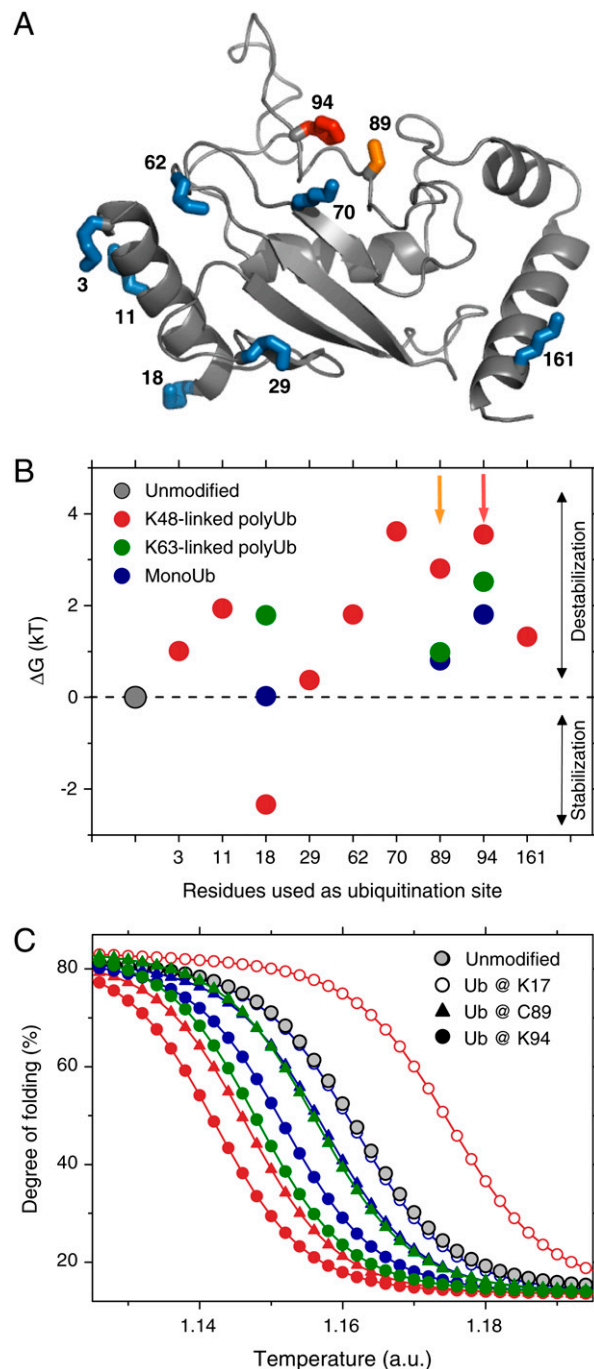 A
94
89
62
70
3
11
18
29
161
B
Unmodified
K48-linked polyUb
K63-linked polyUb
MonoUb
ΔG (kT)
4
2
0
-2
Destabilization
Stabilization
3 11 18 29 62 70 89 94 161
Residues used as ubiquitination site
C
Unmodified
Ub @ K17
Ub @ C89
Ub @ K94
Degree of folding (%)
80
60
40
20
1.14 1.16 1.18
Temperature (a.u.)